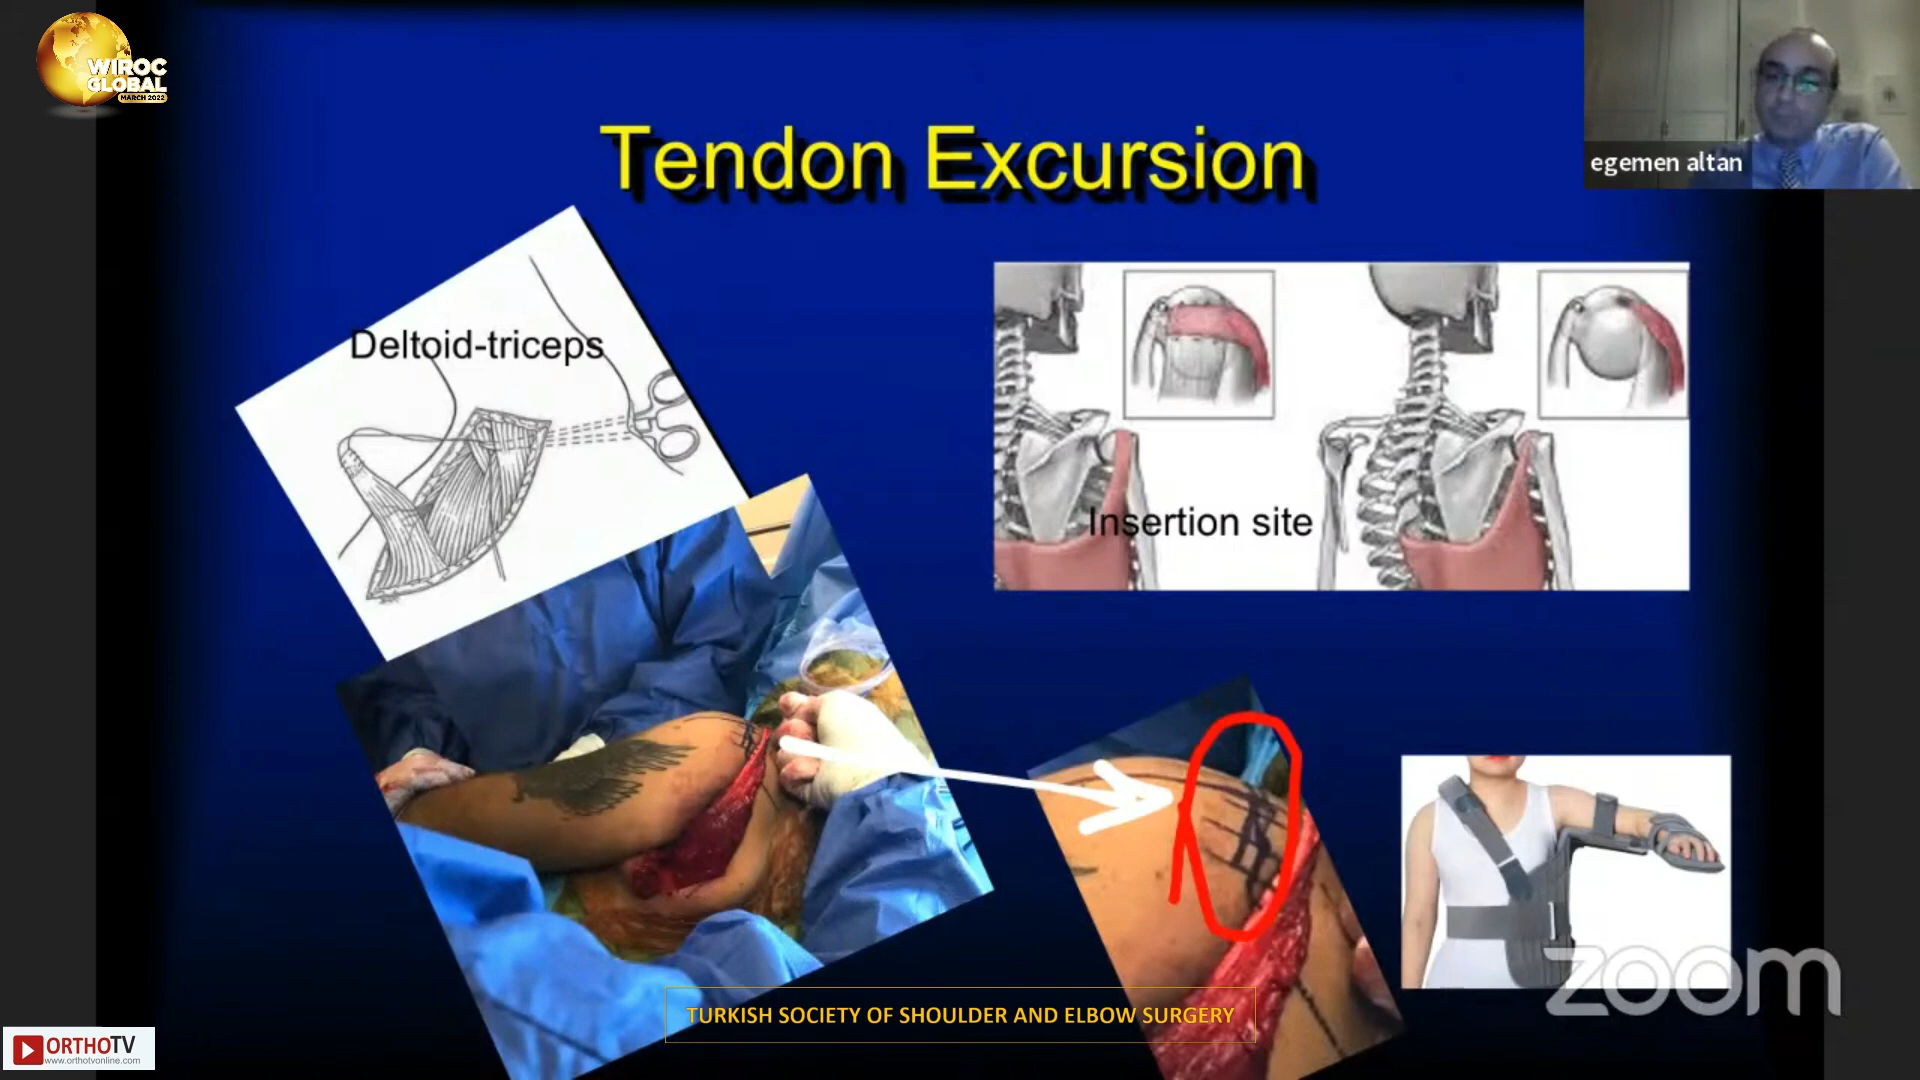 WIROC
GLOBAL
MARCH 2022
Tendon Excursion
egemen altan
Deltoid-triceps
Insertion site
zoom
TURKISH SOCIETY OF SHOULDER AND ELBOW SURGERY
ORTHOTV
www.orthotvonline.com